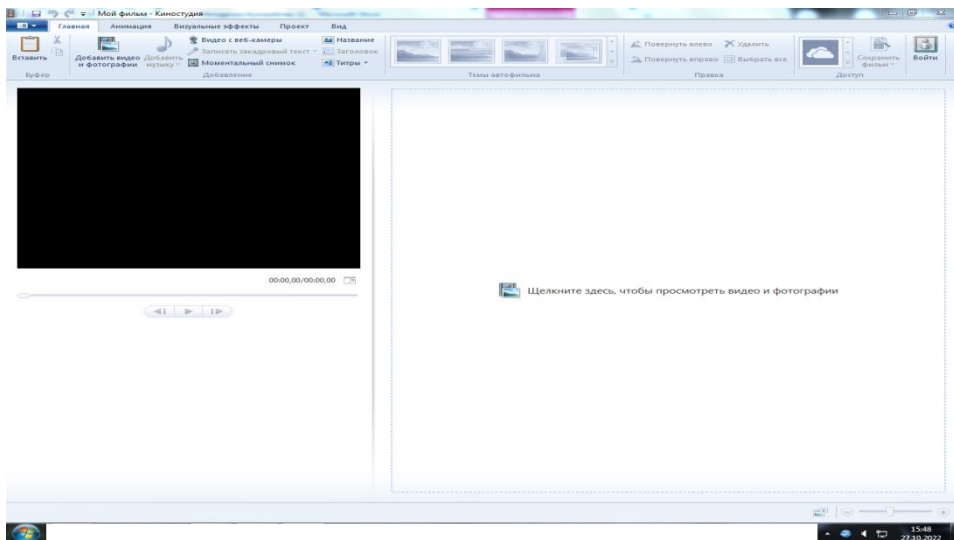 Мой фильм - Киностудия
Главная Анимация Визуальные эффекты Проект Вид
Вставить
Добавить видео и фотографии
Добавить музыку
Видео с веб-камеры
Записать закадровый текст
Моментальный снимок
Название
Заголовок
Титры
Повернуть влево
Повернуть вправо
Удалить
Выбрать все
Сохранить фильм
Войти
Буфер Добавление Темы автофильма Правка Доступ
00:00,00/00:00,00
Щелкните здесь, чтобы просмотреть видео и фотографии
15:48
27.10.2022